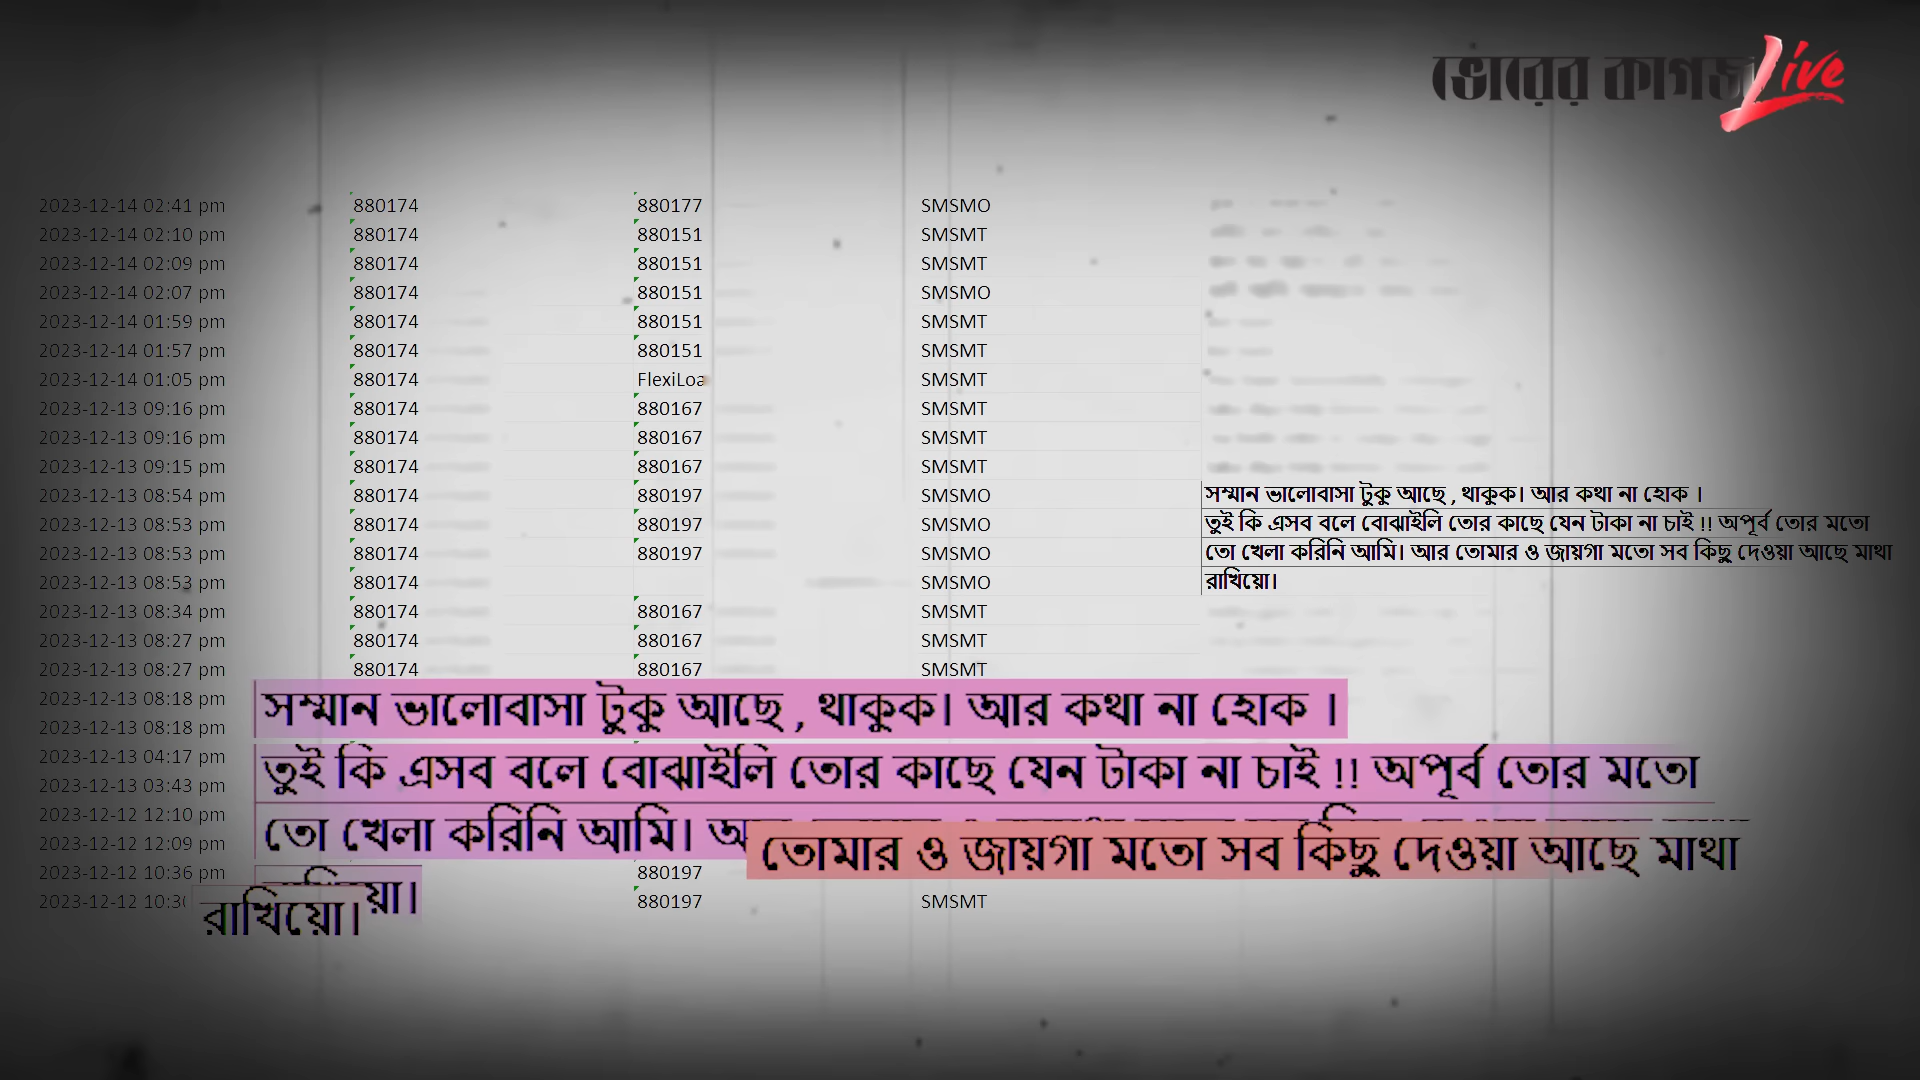 ভোরের কাগজ Live
2023-12-14 02:41 pm 880174 880177 SMSMO
2023-12-14 02:10 pm 880174 880151 SMSMT
2023-12-14 02:09 pm 880174 880151 SMSMT
2023-12-14 02:07 pm 880174 880151 SMSMO
2023-12-14 01:59 pm 880174 880151 SMSMT
2023-12-14 01:57 pm 880174 880151 SMSMT
2023-12-14 01:05 pm 880174 FlexiLoa SMSMT
2023-12-13 09:16 pm 880174 880167 SMSMT
2023-12-13 09:16 pm 880174 880167 SMSMT
2023-12-13 09:15 pm 880174 880167 SMSMT
2023-12-13 08:54 pm 880174 880197 SMSMO সম্মান ভালোবাসা টুকু আছে , থাকুক। আর কথা না হোক ।
2023-12-13 08:53 pm 880174 880197 SMSMO তুই কি এসব বলে বোঝাইলি তোর কাছে যেন টাকা না চাই !! অপূর্ব তোর মতো
2023-12-13 08:53 pm 880174 880197 SMSMO তো খেলা করিনি আমি। আর তোমার ও জায়গা মতো সব কিছু দেওয়া আছে মাথা
2023-12-13 08:53 pm 880174 SMSMO রাখিয়ো।
2023-12-13 08:34 pm 880174 880167 SMSMT
2023-12-13 08:27 pm 880174 880167 SMSMT
2023-12-13 08:27 pm 880174 880167 SMSMT
2023-12-13 08:18 pm
সম্মান ভালোবাসা টুকু আছে , থাকুক। আর কথা না হোক ।
2023-12-13 08:18 pm
2023-12-12 04:17 pm
তুই কি এসব বলে বোঝাইলি তোর কাছে যেন টাকা না চাই !! অপূর্ব তোর মতো
2023-12-12 03:43 pm
2023-12-12 12:10 pm
তো খেলা করিনি আমি।
2023-12-12 12:09 pm
তোমার ও জায়গা মতো সব কিছু দেওয়া আছে মাথা
2023-12-12 10:36 pm 880197
2023-12-12 10:3 880197 SMSMT
রাখিয়ো।